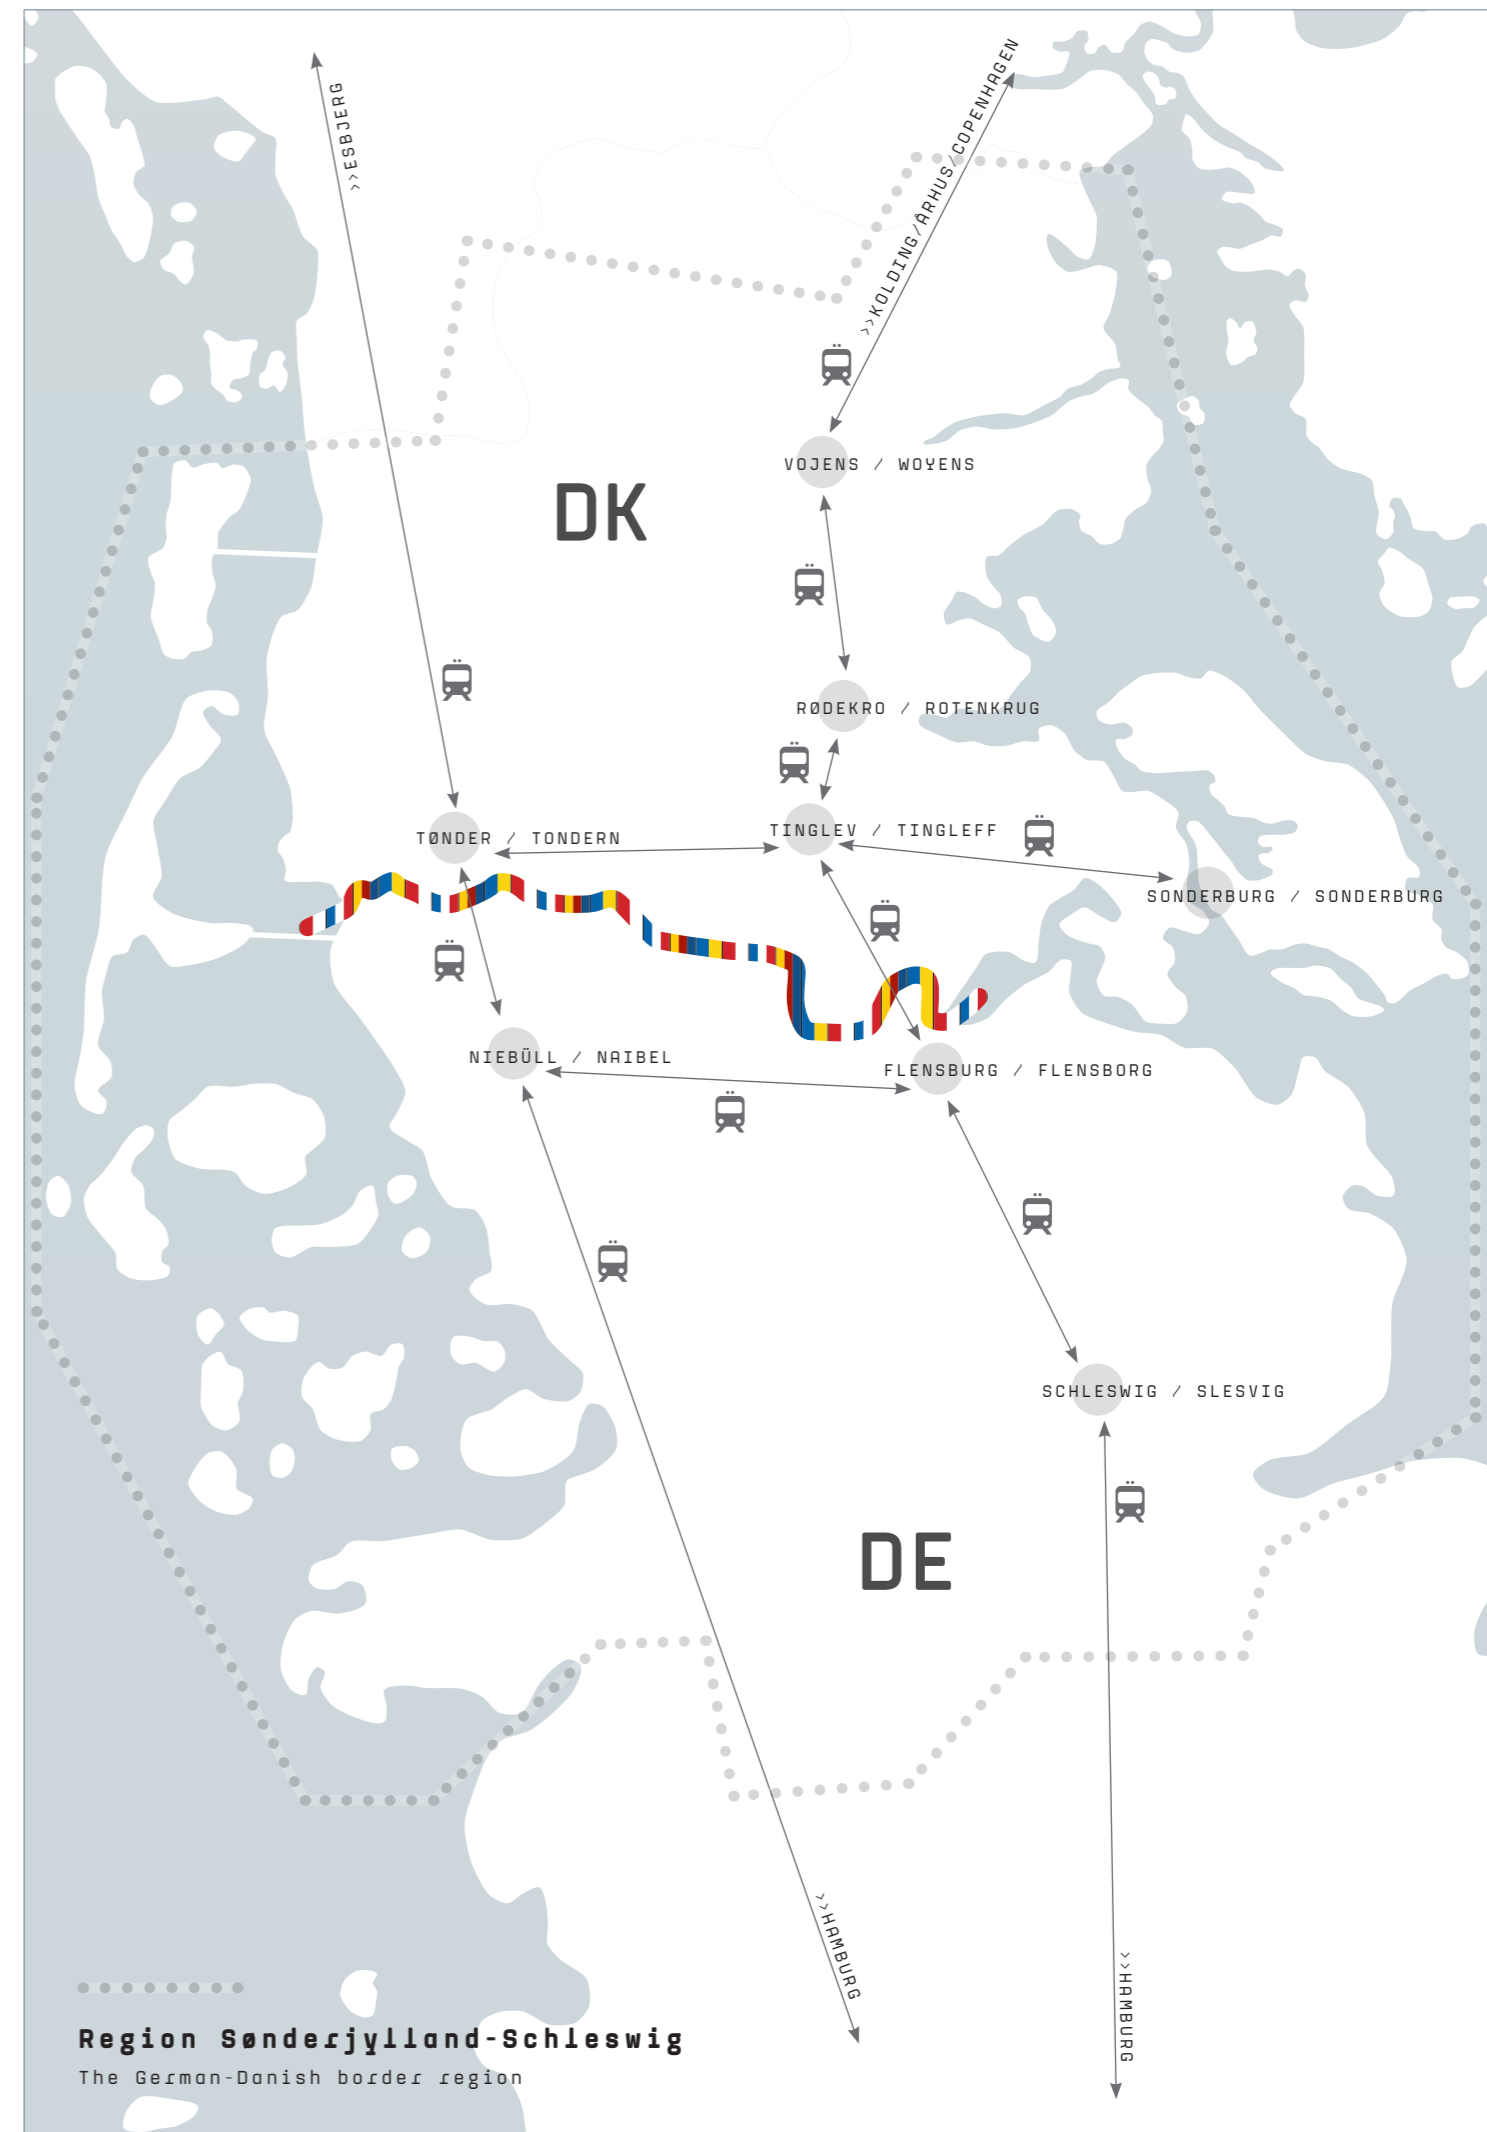 >>ESBJERG
>>KOLDING/ÅRHUS/COPENHAGEN
VOJENS / WOYENS
DK
RØDEKRO / ROTENKRUG
TØNDER / TONDERN
TINGLEV / TINGLEFF
SONDERBURG / SONDERBURG
NIEBÜLL / NAIBEL
FLENSBURG / FLENSBORG
SCHLESWIG / SLESVIG
DE
>>HAMBURG
>>HAMBURG
Region Sønderjylland-Schleswig
The German-Danish border region